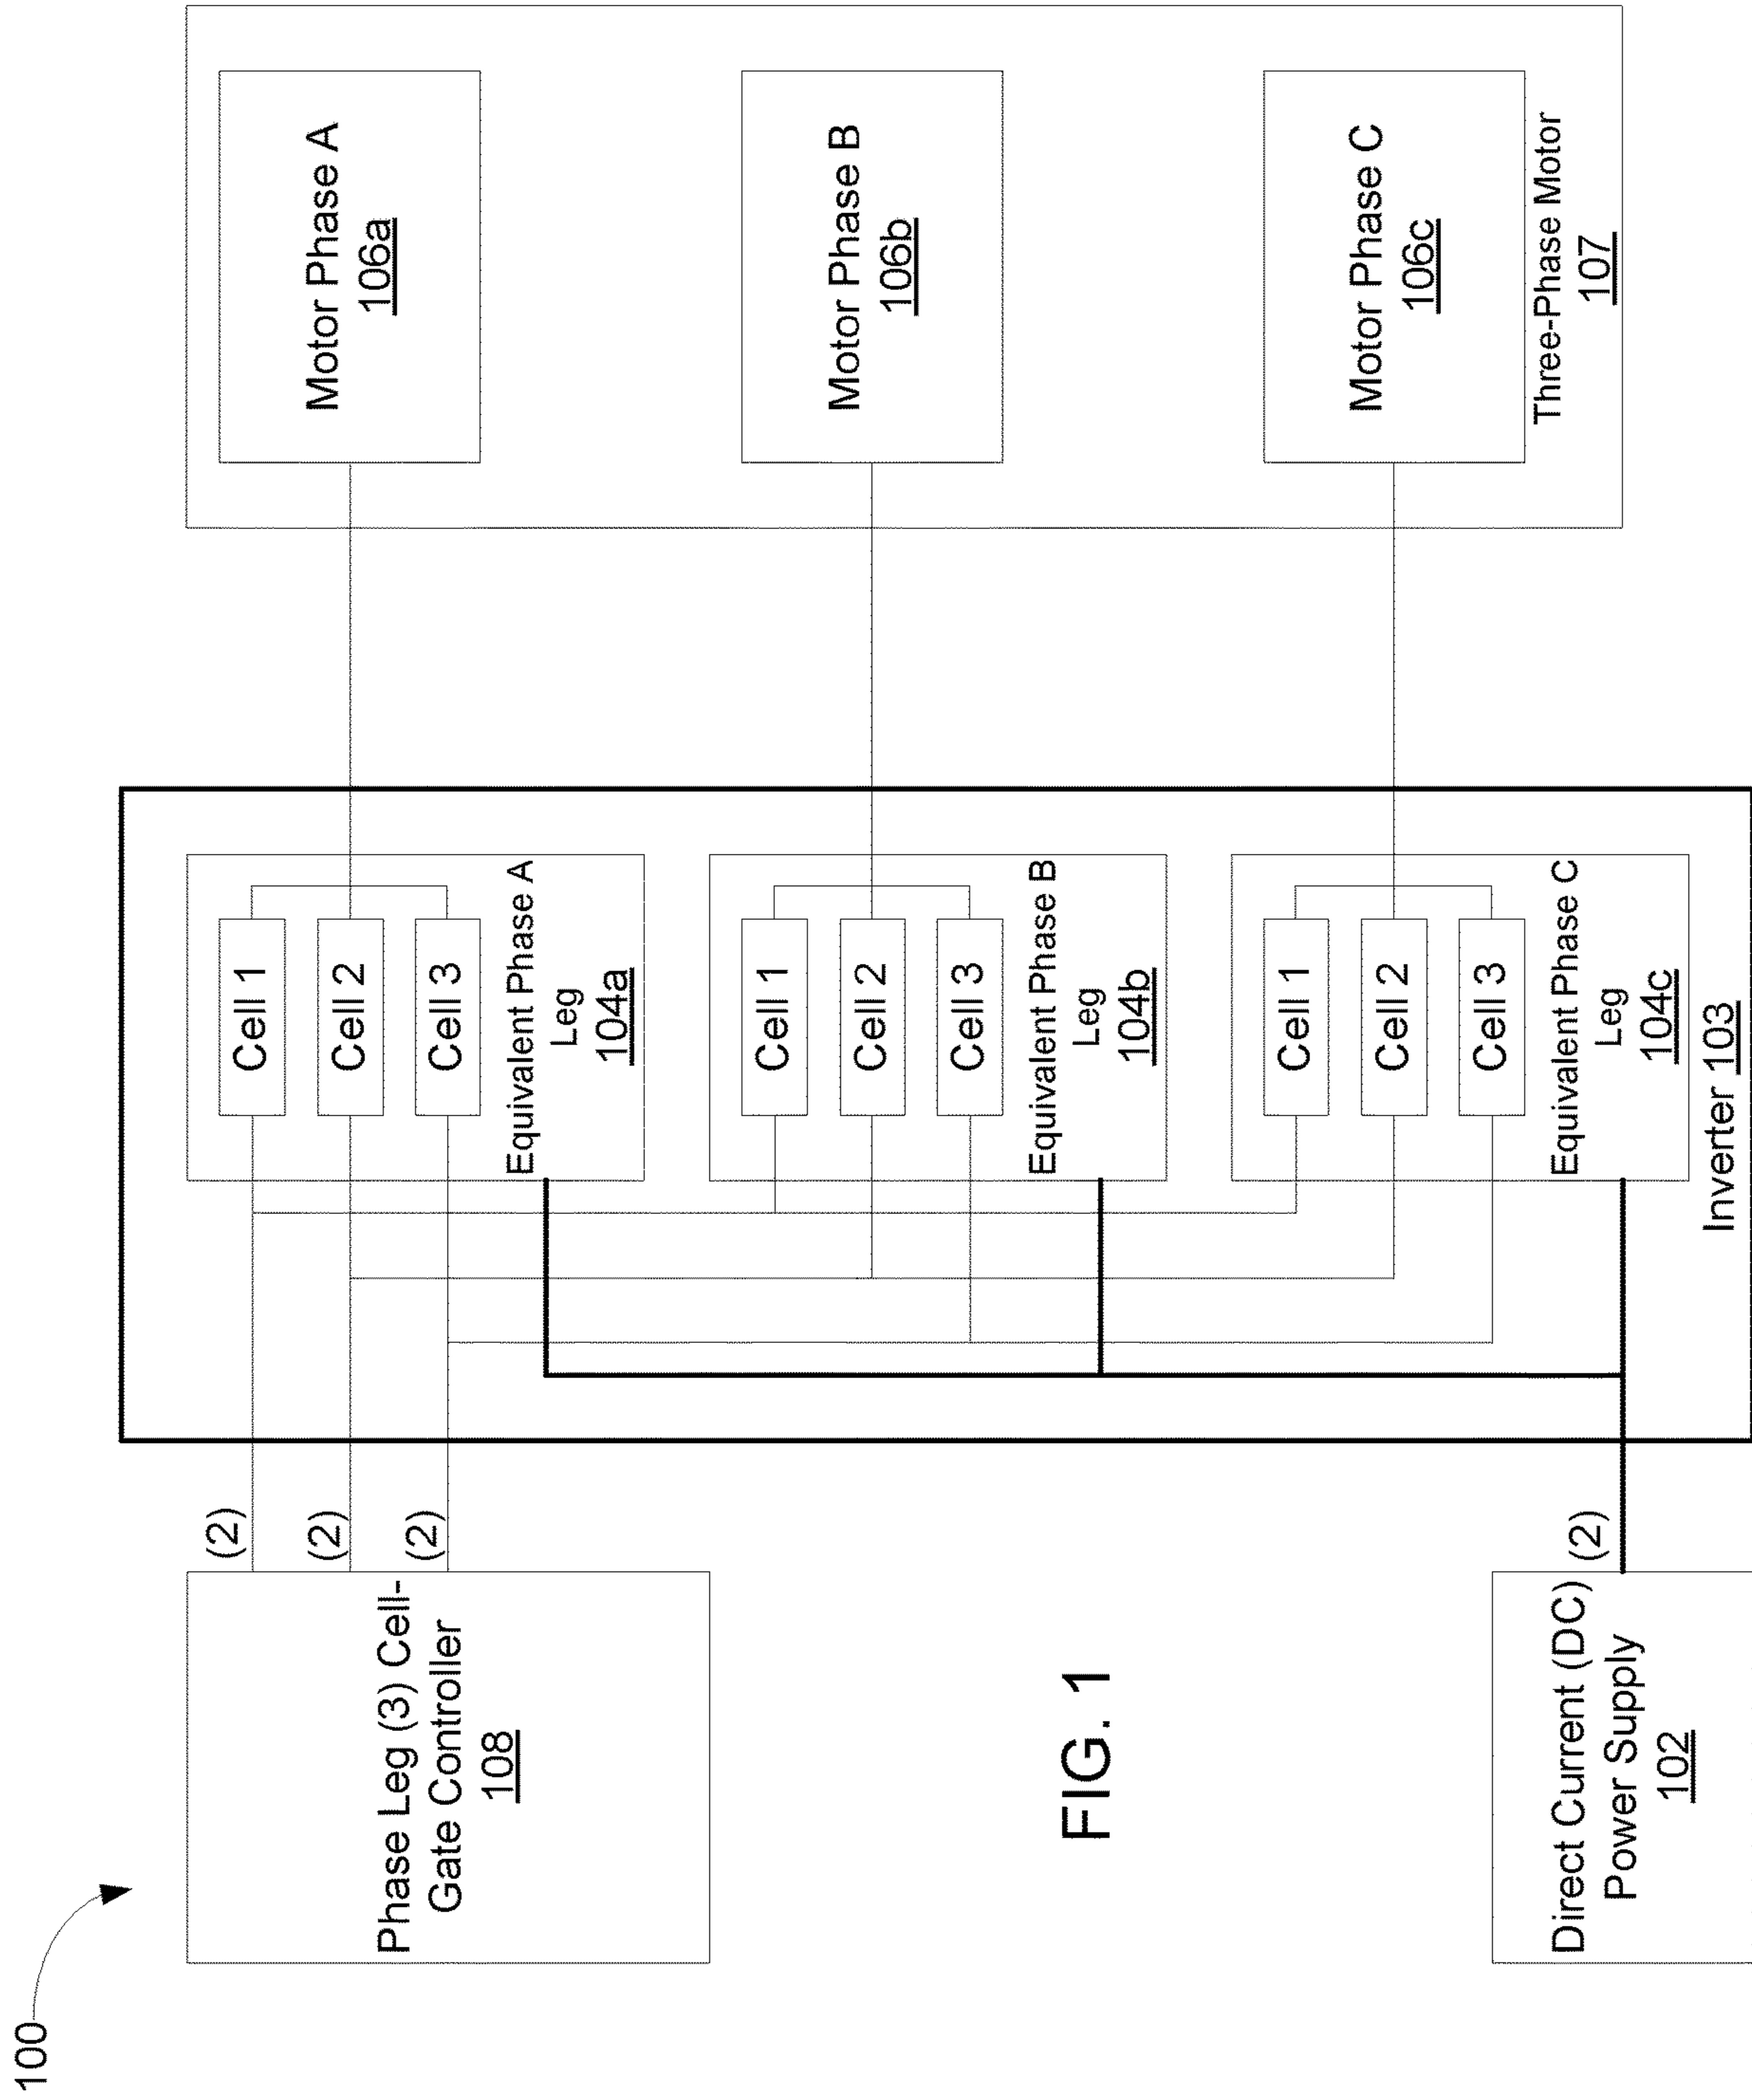 100
Phase Leg (3) Cell-
Gate Controller
108
(2)
(2)
(2)
Cell 1
Cell 2
Cell 3
Equivalent Phase A
Leg
104a
Motor Phase A
106a
Cell 1
Cell 2
Cell 3
Equivalent Phase B
Leg
104b
Motor Phase B
106b
Cell 1
Cell 2
Cell 3
Equivalent Phase C
Leg
104c
Inverter 103
Motor Phase C
106c
Three-Phase Motor
107
Direct Current (DC)
Power Supply
102
(2)
FIG. 1